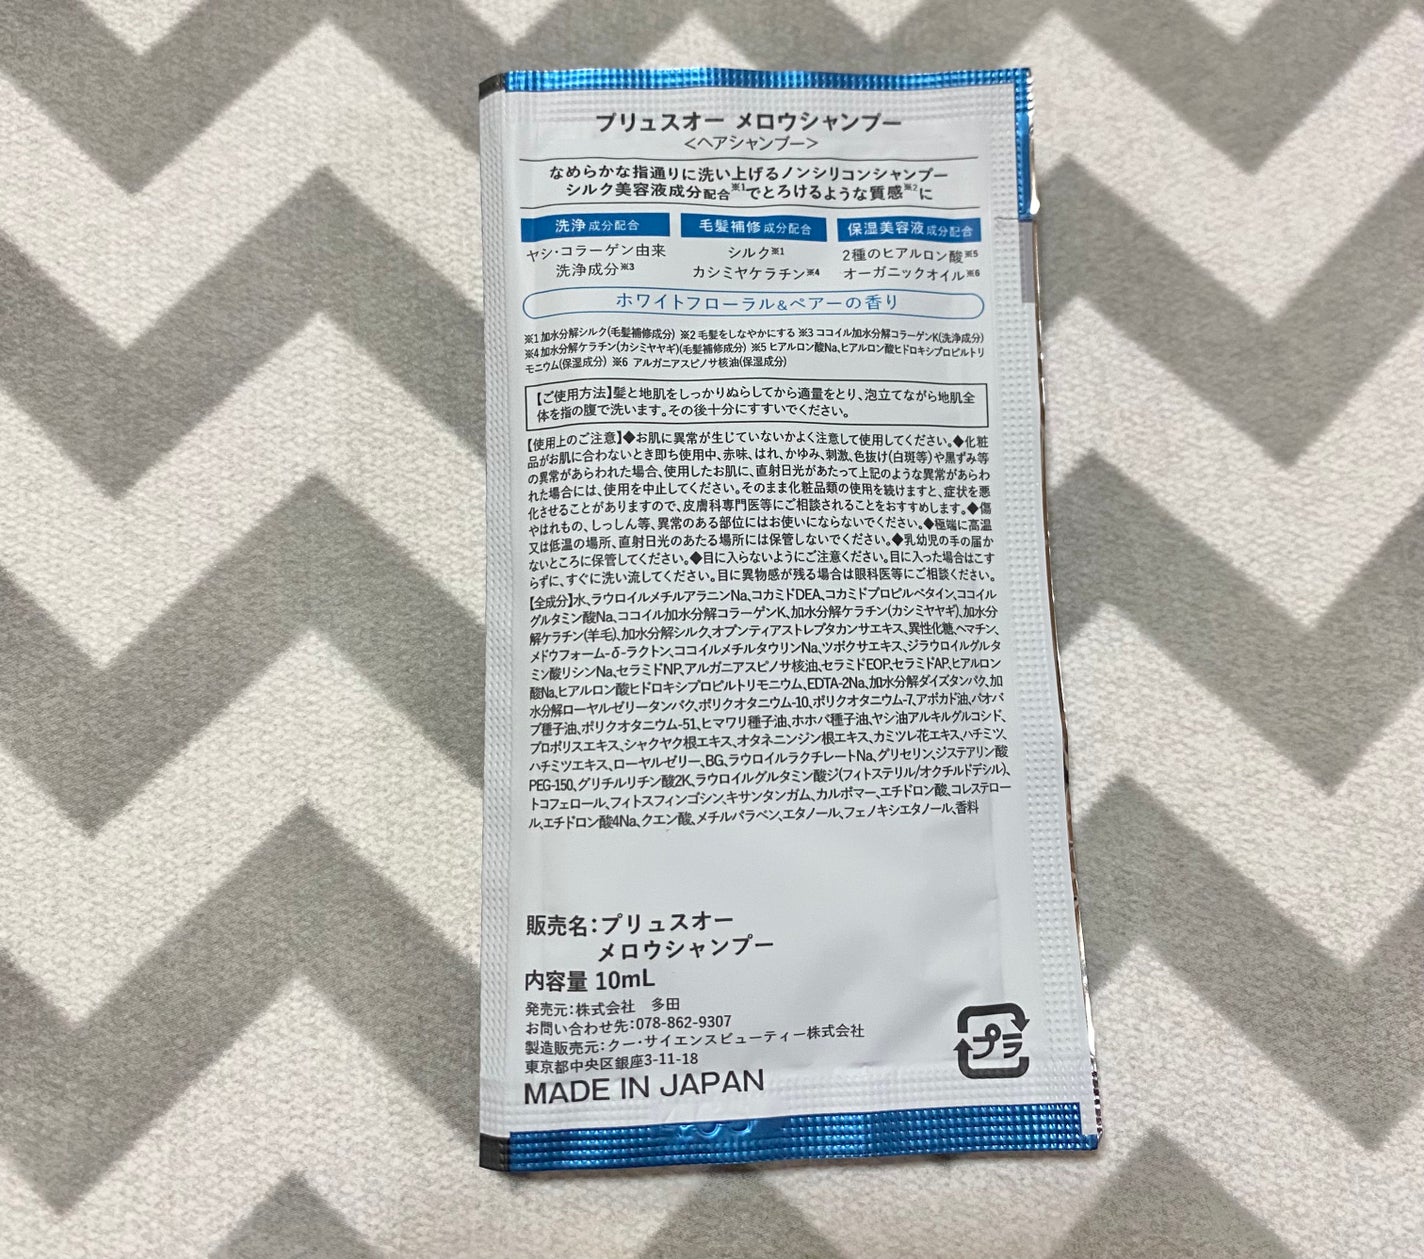 プリュスオー メロウシャンプー
<ヘアシャンプー>
なめらかな指通りに洗い上げるノンシリコンシャンプー
シルク美容液成分配合※1でとろけるような質感※2に
洗浄成分配合 毛髪補修成分配合 保湿美容液成分配合
ヤシ・コラーゲン由来 シルク※1 2種のヒアルロン酸※5
洗浄成分※3 カシミヤケラチン※4 オーガニックオイル※6
ホワイトフローラル&ペアーの香り
※1 加水分解シルク(毛髪補修成分) ※2 毛髪をしなやかにする ※3 ココイル加水分解コラーゲンK(洗浄成分)
※4 加水分解ケラチン(カシミヤヤギ)(毛髪補修成分) ※5 ヒアルロン酸Na、ヒアルロン酸ヒドロキシプロピルトリ
モニウム(保湿成分) ※6 アルガニアスピノサ核油(保湿成分)
【ご使用方法】髪と地肌をしっかりぬらしてから適量をとり、泡立てながら地肌全
体を指の腹で洗います。その後十分にすすいでください。
【使用上のご注意】◆お肌に異常が生じていないかよく注意して使用してください。◆化粧
品がお肌に合わないとき即ち使用中、赤味、はれ、かゆみ、刺激、色抜け(白斑等)や黒ずみ等
の異常があらわれた場合、使用したお肌に、直射日光があたって上記のような異常があらわ
れた場合には、使用を中止してください。そのまま化粧品類の使用を続けますと、症状を悪
化させることがありますので、皮膚科専門医等にご相談されることをおすすめします。◆傷
やはれもの、しっしん等、異常のある部位にはお使いにならないでください。◆極端に高温
又は低温の場所、直射日光のあたる場所には保管しないでください。◆乳幼児の手の届か
ないところに保管してください。◆目に入らないようにご注意ください。目に入った場合はこす
らずに、すぐに洗い流してください。目に異物感が残る場合は眼科医等にご相談ください。
【全成分】水、ラウロイルメチルアラニンNa、コカミドDEA、コカミドプロピルベタイン、ココイル
グルタミン酸Na、ココイル加水分解コラーゲンK、加水分解ケラチン(カシミヤヤギ)、加水分
解ケラチン(羊毛)、加水分解シルク、オプンティアストレプタカンサエキス、異性化糖、ヘマチン、
メドウフォーム-δ-ラクトン、ココイルメチルタウリンNa、ツボクサエキス、ジラウロイルグルタ
ミン酸リシンNa、セラミドNP、アルガニアスピノサ核油、セラミドEOP、セラミドAP、ヒアルロン
酸Na、ヒアルロン酸ヒドロキシプロピルトリモニウム、EDTA-2Na、加水分解ダイズタンパク、加
水分解ローヤルゼリータンパク、ポリクオタニウム-10、ポリクオタニウム-7、アボカド油、バオバ
ブ種子油、ポリクオタニウム-51、ヒマワリ種子油、ホホバ種子油、ヤシ油アルキルグルコシド、
プロポリスエキス、シャクヤク根エキス、オタネニンジン根エキス、カミツレ花エキス、ハチミツ、
ハチミツエキス、ローヤルゼリー、BG、ラウロイルラクチレートNa、グリセリン、ジステアリン酸
PEG-150、グリチルリチン酸2K、ラウロイルグルタミン酸ジ(フィトステリル/オクチルドデシル)、
トコフェロール、フィトスフィンゴシン、キサンタンガム、カルボマー、エチドロン酸、コレステロー
ル、エチドロン酸4Na、クエン酸、メチルパラベン、エタノール、フェノキシエタノール、香料
販売名:プリュスオー
メロウシャンプー
内容量 10mL
発売元:株式会社 多田
お問い合わせ先:078-862-9307
製造販売元:クー・サイエンスビューティー株式会社
東京都中央区銀座3-11-18
MADE IN JAPAN
プラ